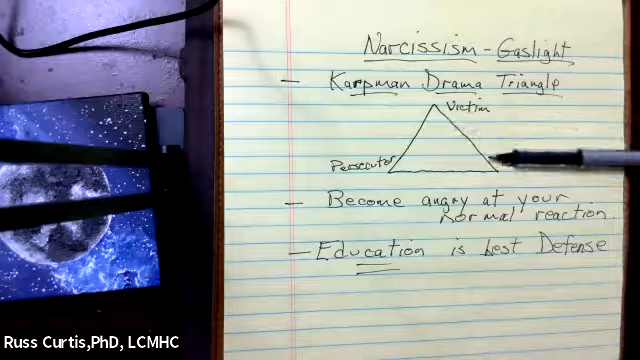 Narcissism - Gaslight
- Karpman Drama Triangle
Victim
Persecutor
- Become angry at your
normal reaction.
- Education is best Defense
Russ Curtis,PhD, LCMHC